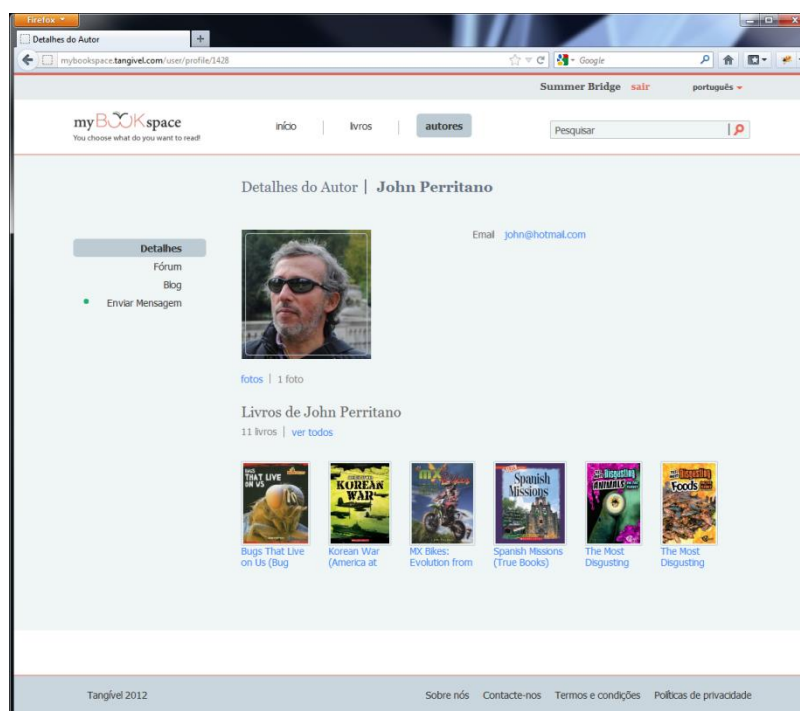 Firefox
Detalhes do Autor
mybookspace.tangivel.com/user/profile/1428
Google
Summer Bridge sair português
myBOOKspace
You choose what do you want to read!
início | livros | autores
Pesquisar
Detalhes do Autor | John Perritano
Detalhes
Fórum
Blog
Enviar Mensagem
Email john@hotmail.com
fotos | 1 foto
Livros de John Perritano
11 livros | ver todos
BUGS
THAT LIVE
ON US
KOREAN
WAR
mx
Spanish
Missions
Disgusting
ANIMALS
Disgusting
Foods
Bugs That Live
on Us (Bug
Korean War
(America at
MX Bikes:
Evolution from
Spanish Missions
(True Books)
The Most
Disgusting
The Most
Disgusting
Tangível 2012
Sobre nós Contacte-nos Termos e condições Políticas de privacidade